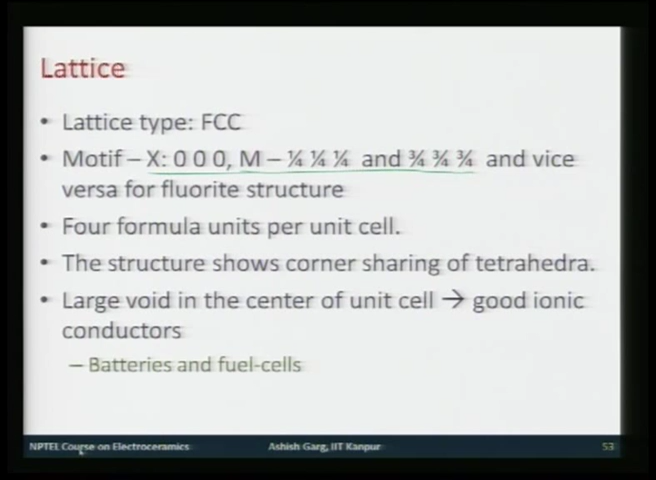 Lattice
• Lattice type: FCC
• Motif – X: 0 0 0, M – ¼ ¼ ¼ and ¾ ¾ ¾ and vice
versa for fluorite structure
• Four formula units per unit cell.
• The structure shows corner sharing of tetrahedra.
• Large void in the center of unit cell → good ionic
conductors
– Batteries and fuel-cells
NPTEL Course on Electroceramics Ashish Garg, IIT Kanpur 53